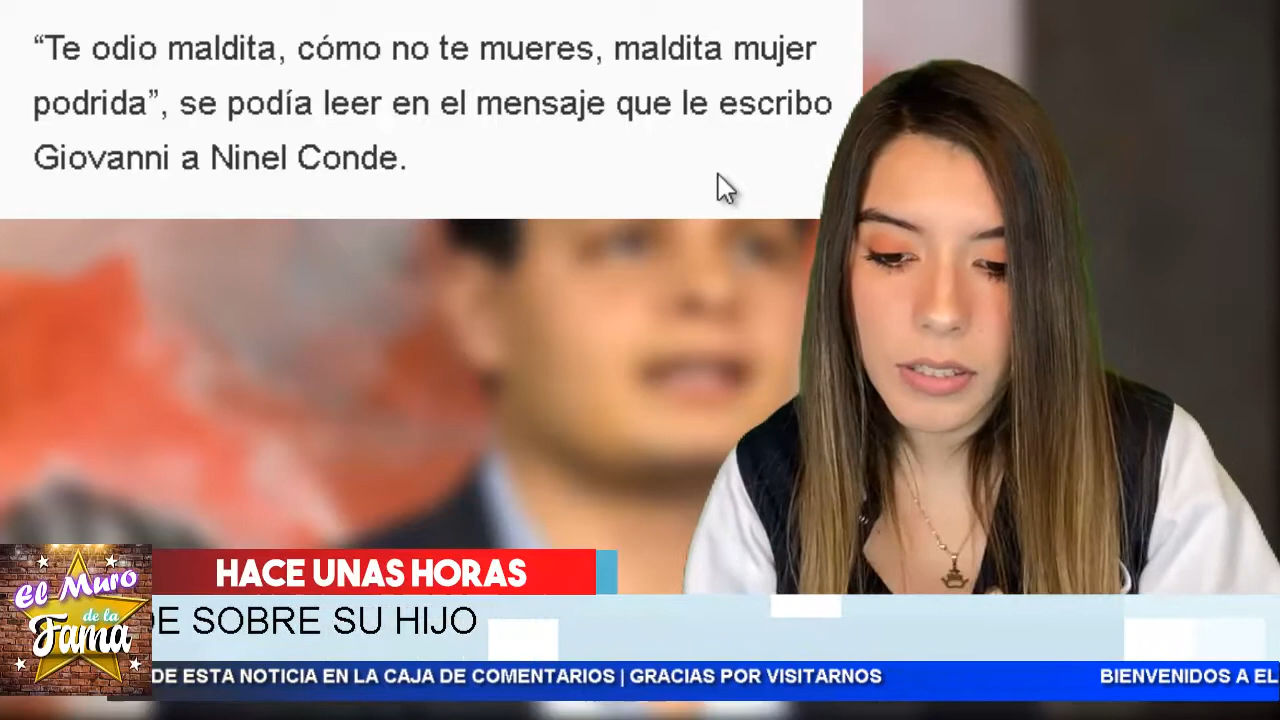 “Te odio maldita, cómo no te mueres, maldita mujer
podrida”, se podía leer en el mensaje que le escribo
Giovanni a Ninel Conde.
HACE UNAS HORAS
DE SOBRE SU HIJO
El Muro
de la
Fama
DE ESTA NOTICIA EN LA CAJA DE COMENTARIOS | GRACIAS POR VISITARNOS
BIENVENIDOS A EL